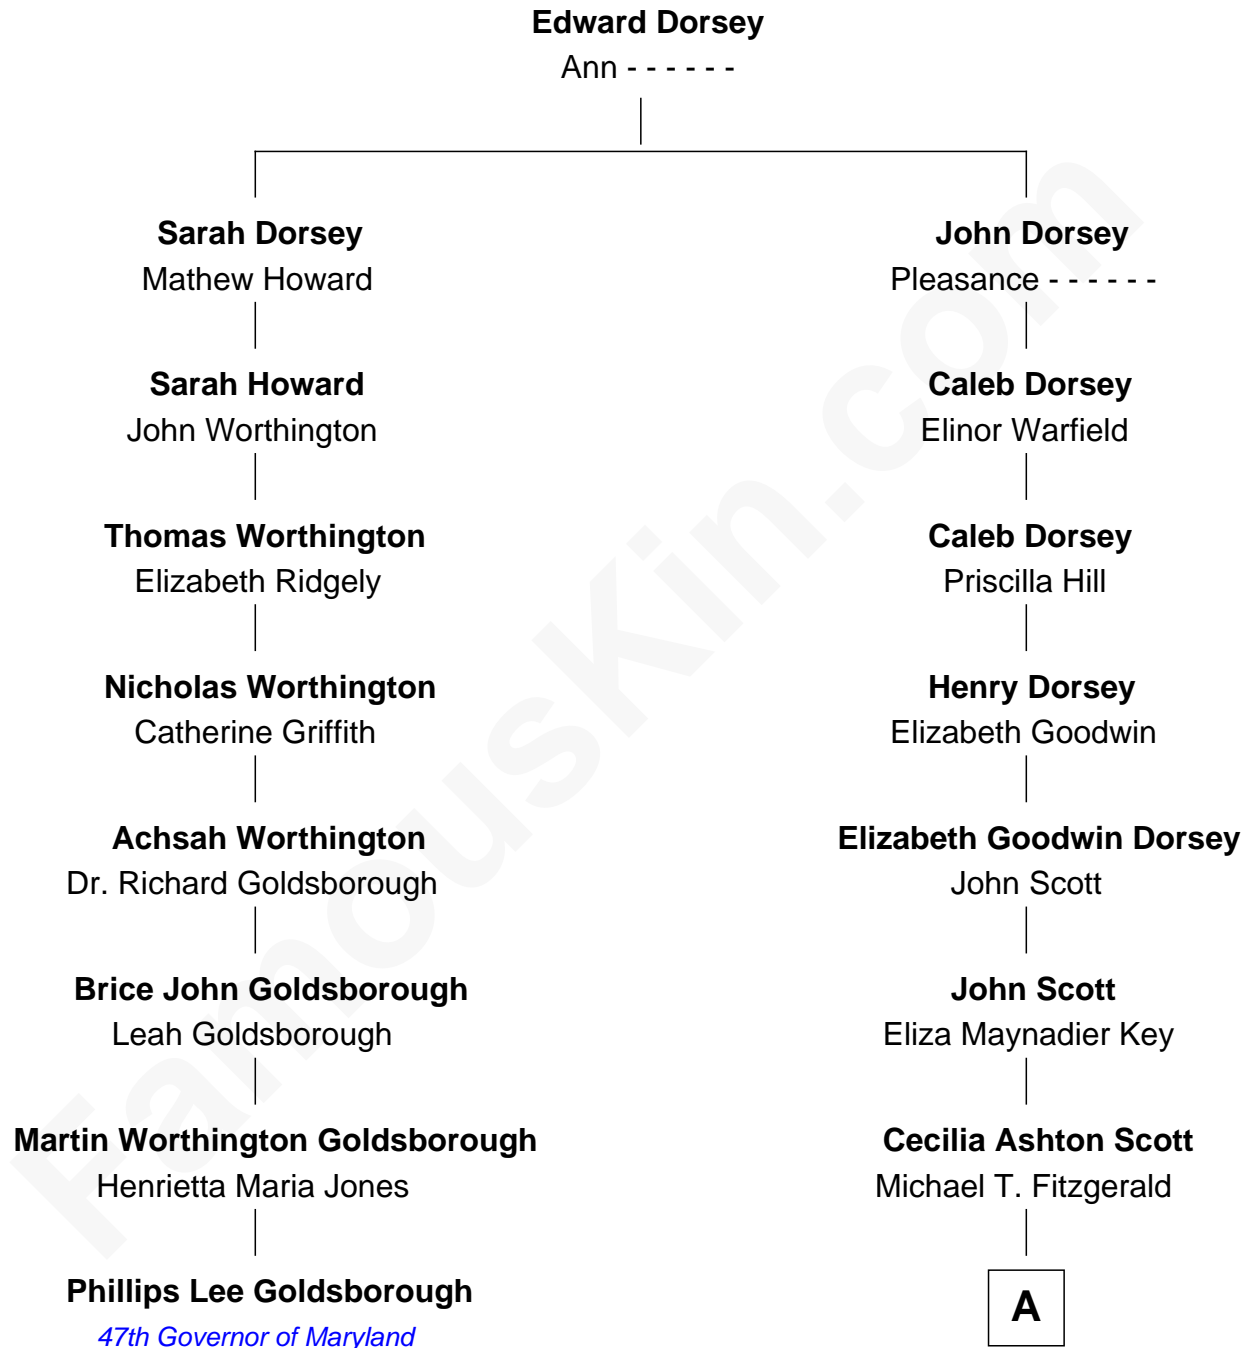 Edward Dorsey
Ann - - - - - -
Sarah Dorsey
Mathew Howard
John Dorsey
Pleasance - - - - - -
Sarah Howard
John Worthington
Caleb Dorsey
Elinor Warfield
Thomas Worthington
Elizabeth Ridgely
Caleb Dorsey
Priscilla Hill
Nicholas Worthington
Catherine Griffith
Henry Dorsey
Elizabeth Goodwin
Achsah Worthington
Dr. Richard Goldsborough
Elizabeth Goodwin Dorsey
John Scott
Brice John Goldsborough
Leah Goldsborough
John Scott
Eliza Maynadier Key
Martin Worthington Goldsborough
Henrietta Maria Jones
Cecilia Ashton Scott
Michael T. Fitzgerald
Phillips Lee Goldsborough
47th Governor of Maryland
A
FamousKin.com